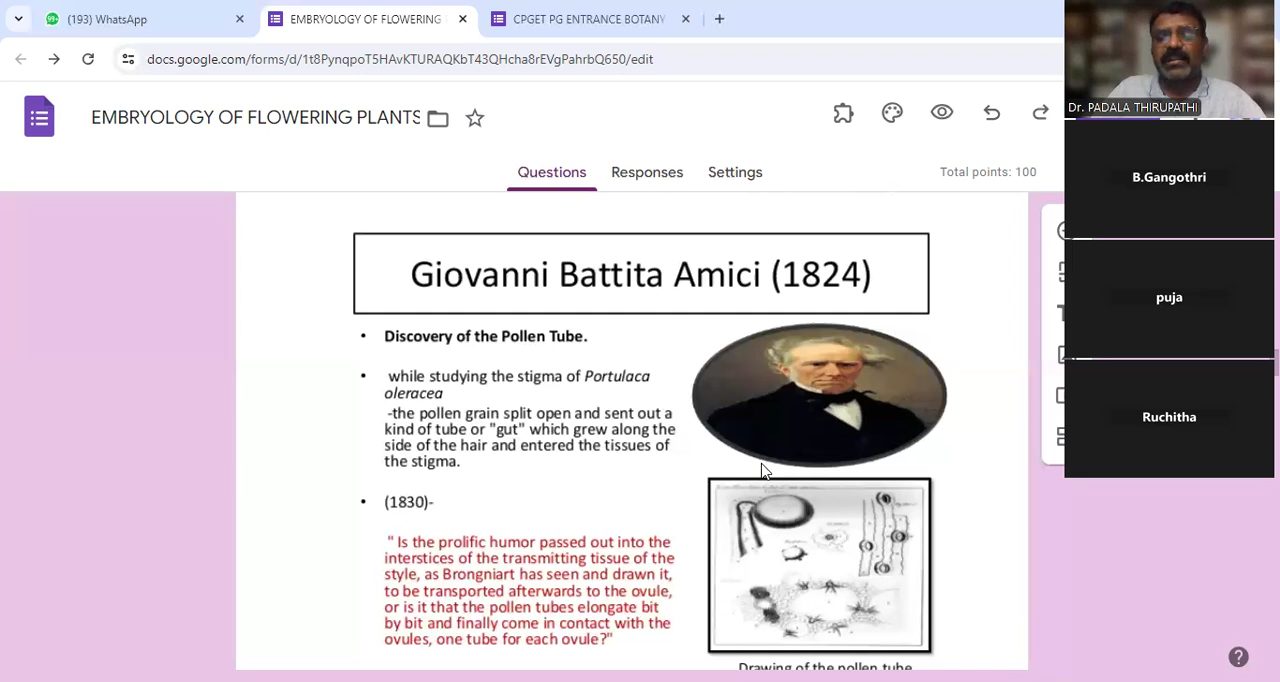 (193) WhatsApp
EMBRYOLOGY OF FLOWERING
CPGET PG ENTRANCE BOTANY
docs.google.com/forms/d/1t8PynqpoT5HAvKTURAQKbT43QHcha8rEVgPahrbQ650/edit
EMBRYOLOGY OF FLOWERING PLANTS
Questions
Responses
Settings
Total points: 100
Giovanni Battita Amici (1824)
• Discovery of the Pollen Tube.
• while studying the stigma of Portulaca
oleracea
-the pollen grain split open and sent out a
kind of tube or "gut" which grew along the
side of the hair and entered the tissues of
the stigma.
• (1830)-
" Is the prolific humor passed out into the
interstices of the transmitting tissue of the
style, as Brongniart has seen and drawn it,
to be transported afterwards to the ovule,
or is it that the pollen tubes elongate bit
by bit and finally come in contact with the
ovules, one tube for each ovule?"
Drawing of the pollen tube
Dr. PADALA THIRUPATHI
B.Gangothri
puja
Ruchitha